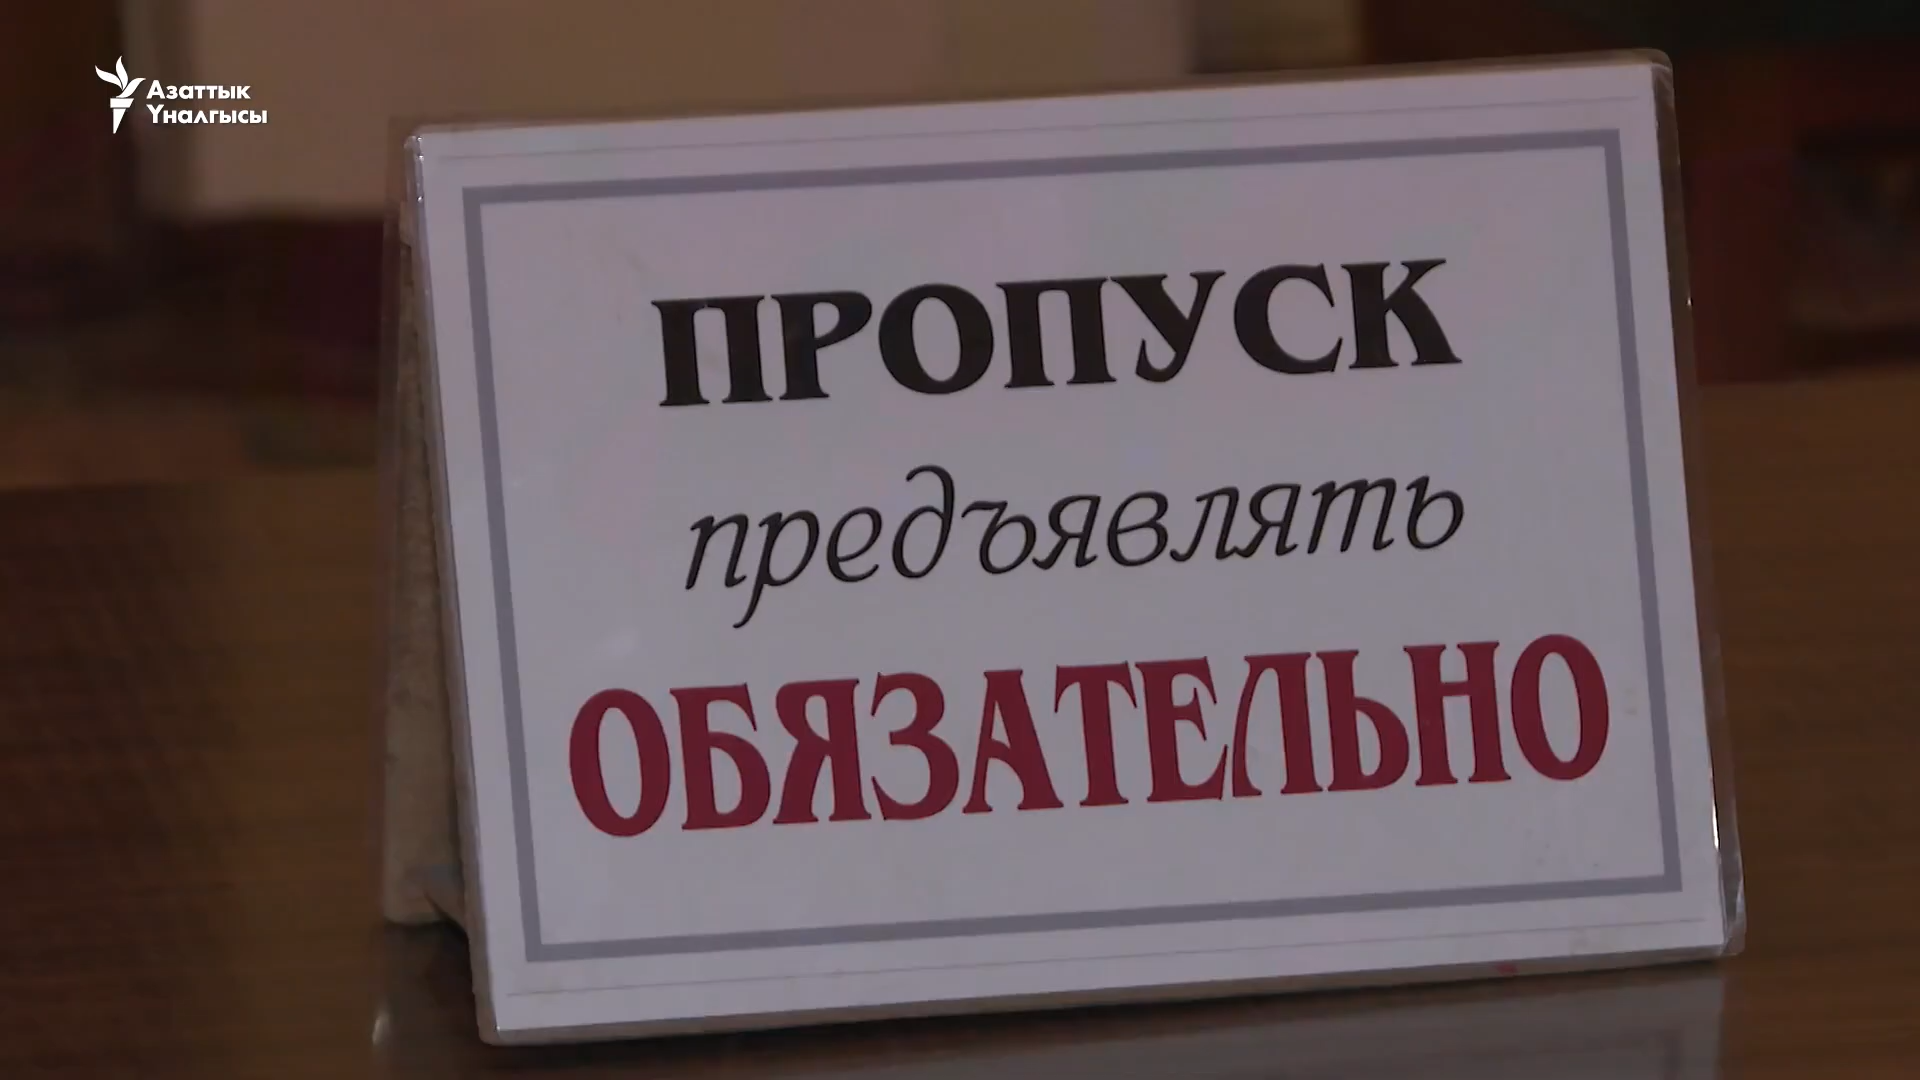 Азаттык
Үналгысы
ПРОПУСК
предъявлять
ОБЯЗАТЕЛЬНО